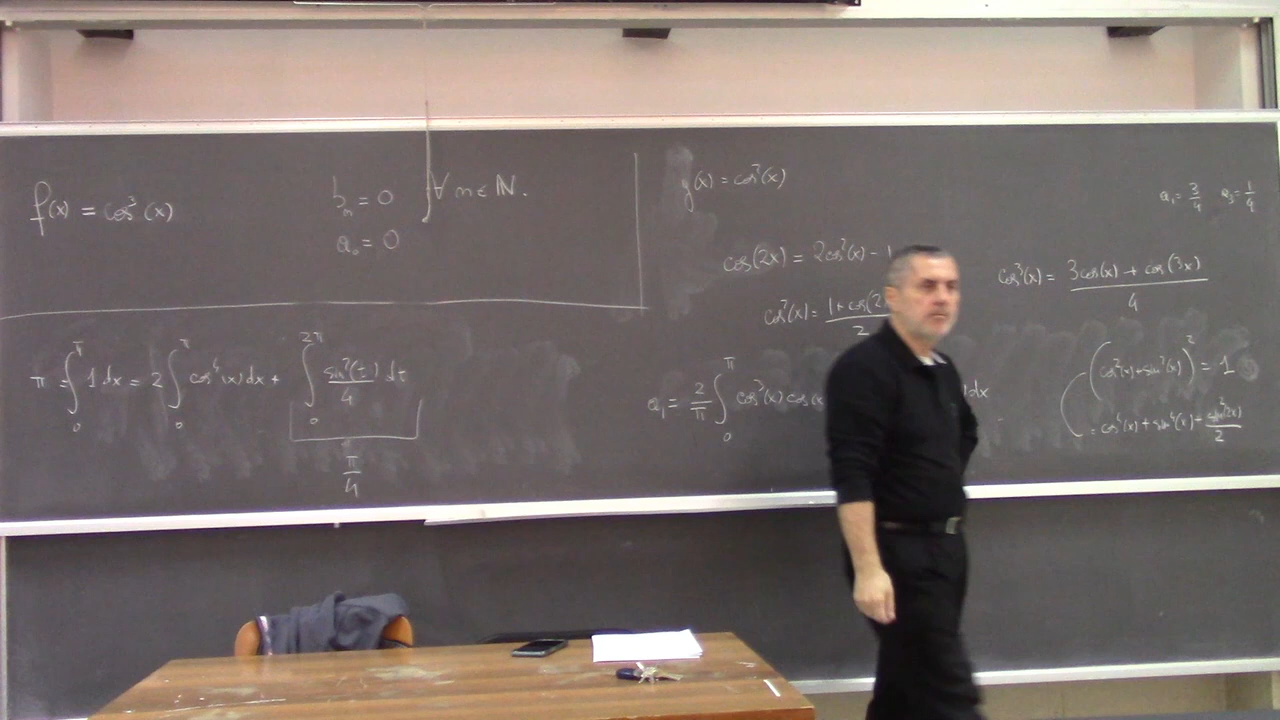 f(x) = cos³(x)
bₙ = 0 ∀ n ∈ ℕ.
a₀ = 0
π = ∫₀^π 1 dx = 2 ∫₀^π cos⁴(x) dx + ∫₀^{2π} sin²(t)/4 dt
π/4
g(x) = cos²(x)
cos(2x) = 2cos²(x) - 1
cos²(x) = 1 + cos(2 / 2
a₁ = 2/π ∫₀^π cos³(x) cos(x dx
a₁ = 3/4 a₃ = 1/4
cos³(x) = 3cos(x) + cos(3x) / 4
(cos²(x) + sin²(x))² = 1
= cos⁴(x) + sin⁴(x) + sin²(2x)/2